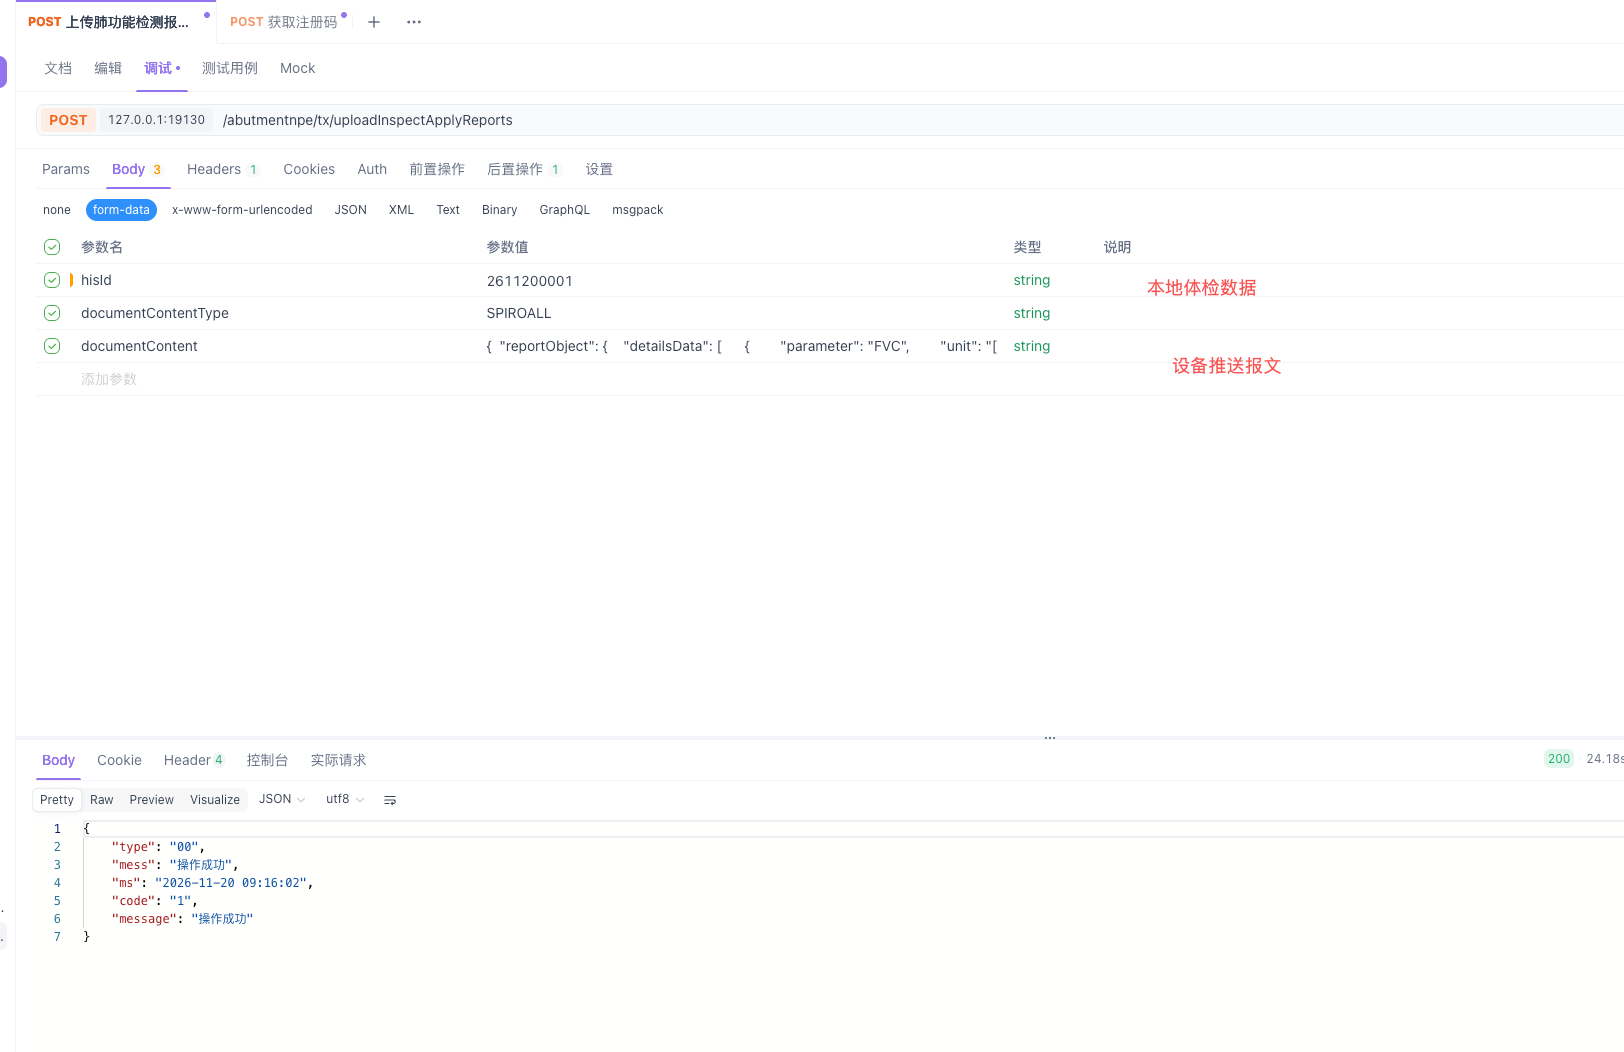 POST 上传肺功能检测报... POST 获取注册码 + ···
文档 编辑 调试 测试用例 Mock
POST 127.0.0.1:19130 /abutmentnpe/tx/uploadInspectApplyReports
Params Body 3 Headers 1 Cookies Auth 前置操作 后置操作 1 设置
none form-data x-www-form-urlencoded JSON XML Text Binary GraphQL msgpack
参数名 参数值 类型 说明
hisId 2611200001 string
本地体检数据
documentContentType SPIROALL string
documentContent { "reportObject": { "detailsData": [ { "parameter": "FVC", "unit": "[ string
设备推送报文
添加参数
Body Cookie Header 4 控制台 实际请求 200 24.18s
Pretty Raw Preview Visualize JSON utf8
1 {
2 "type": "00",
3 "mess": "操作成功",
4 "ms": "2026-11-20 09:16:02",
5 "code": "1",
6 "message": "操作成功"
7 }